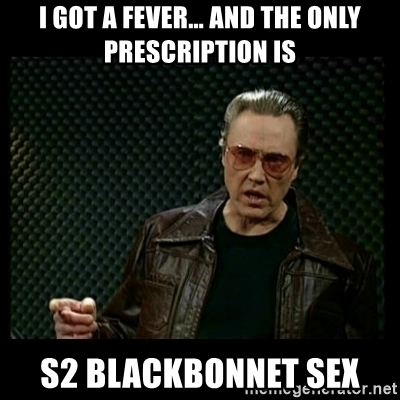 I GOT A FEVER... AND THE ONLY
PRESCRIPTION IS
S2 BLACKBONNET SEX
memegenerator.net